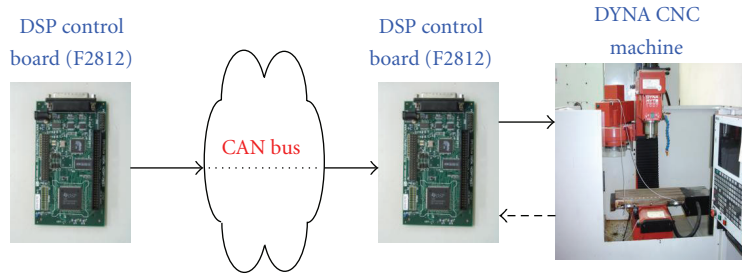 DSP control
board (F2812)
CAN bus
DSP control
board (F2812)
DYNA CNC
machine